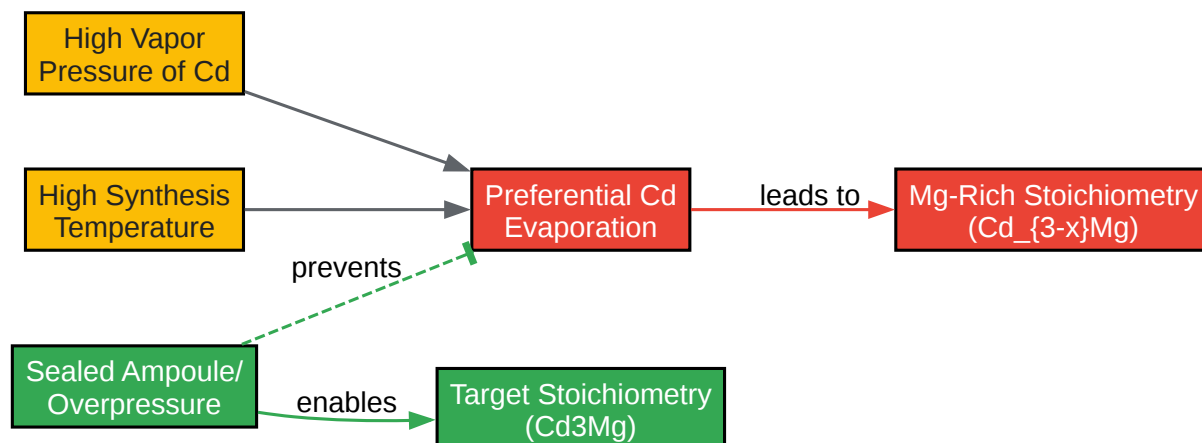 High Vapor
Pressure of Cd
High Synthesis
Temperature
Preferential Cd
Evaporation
leads to
Mg-Rich Stoichiometry
(Cd_{3-x}Mg)
prevents
Sealed Ampoule/
Overpressure
enables
Target Stoichiometry
(Cd3Mg)